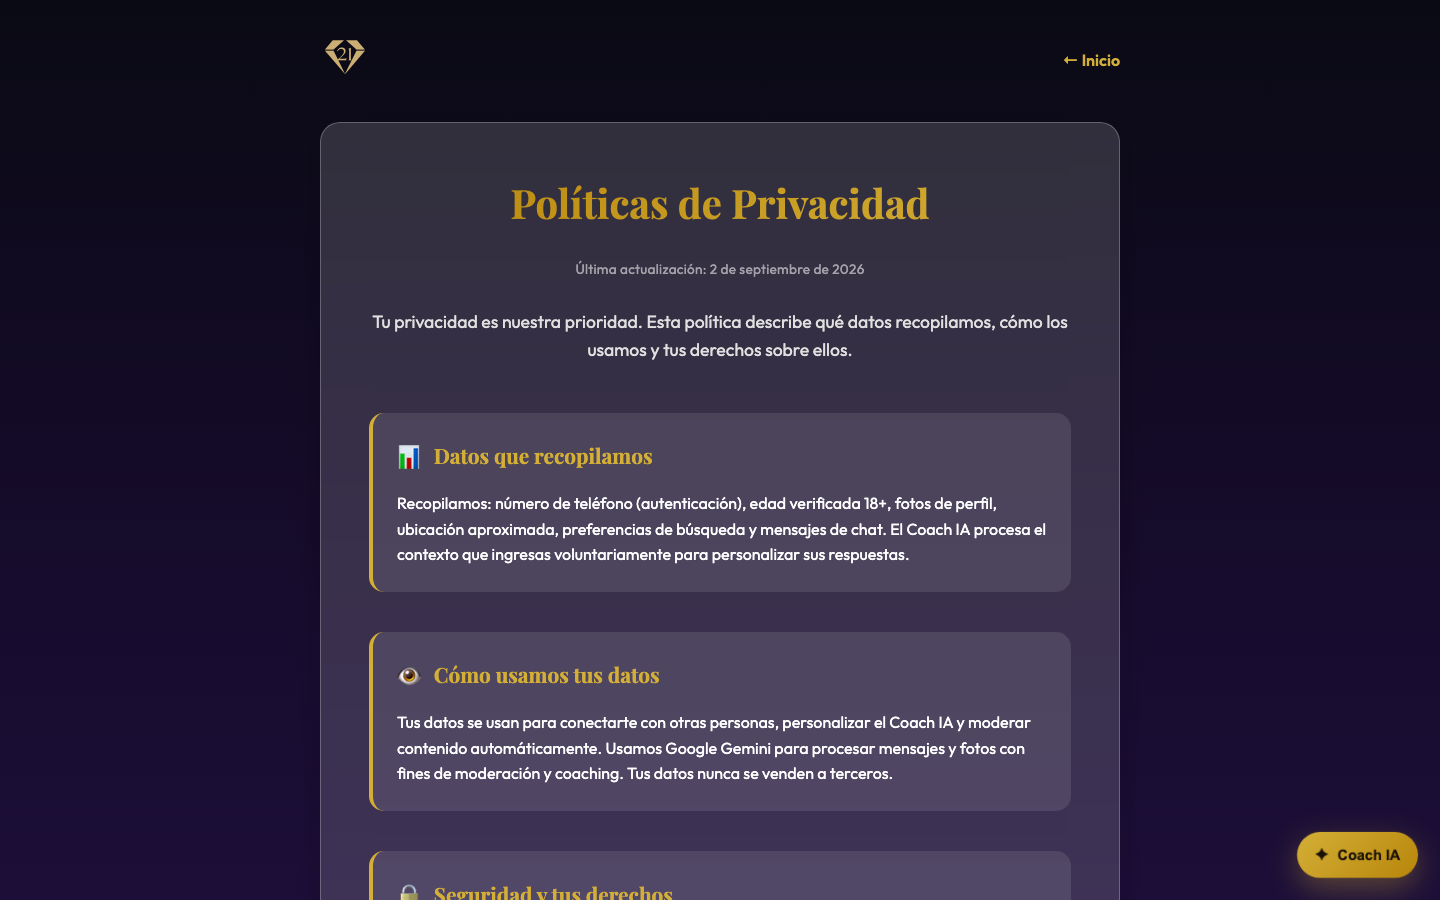 21
← Inicio
Políticas de Privacidad
Última actualización: 2 de septiembre de 2026
Tu privacidad es nuestra prioridad. Esta política describe qué datos recopilamos, cómo los
usamos y tus derechos sobre ellos.
Datos que recopilamos
Recopilamos: número de teléfono (autenticación), edad verificada 18+, fotos de perfil,
ubicación aproximada, preferencias de búsqueda y mensajes de chat. El Coach IA procesa el
contexto que ingresas voluntariamente para personalizar sus respuestas.
Cómo usamos tus datos
Tus datos se usan para conectarte con otras personas, personalizar el Coach IA y moderar
contenido automáticamente. Usamos Google Gemini para procesar mensajes y fotos con
fines de moderación y coaching. Tus datos nunca se venden a terceros.
Seguridad y tus derechos
✦ Coach IA